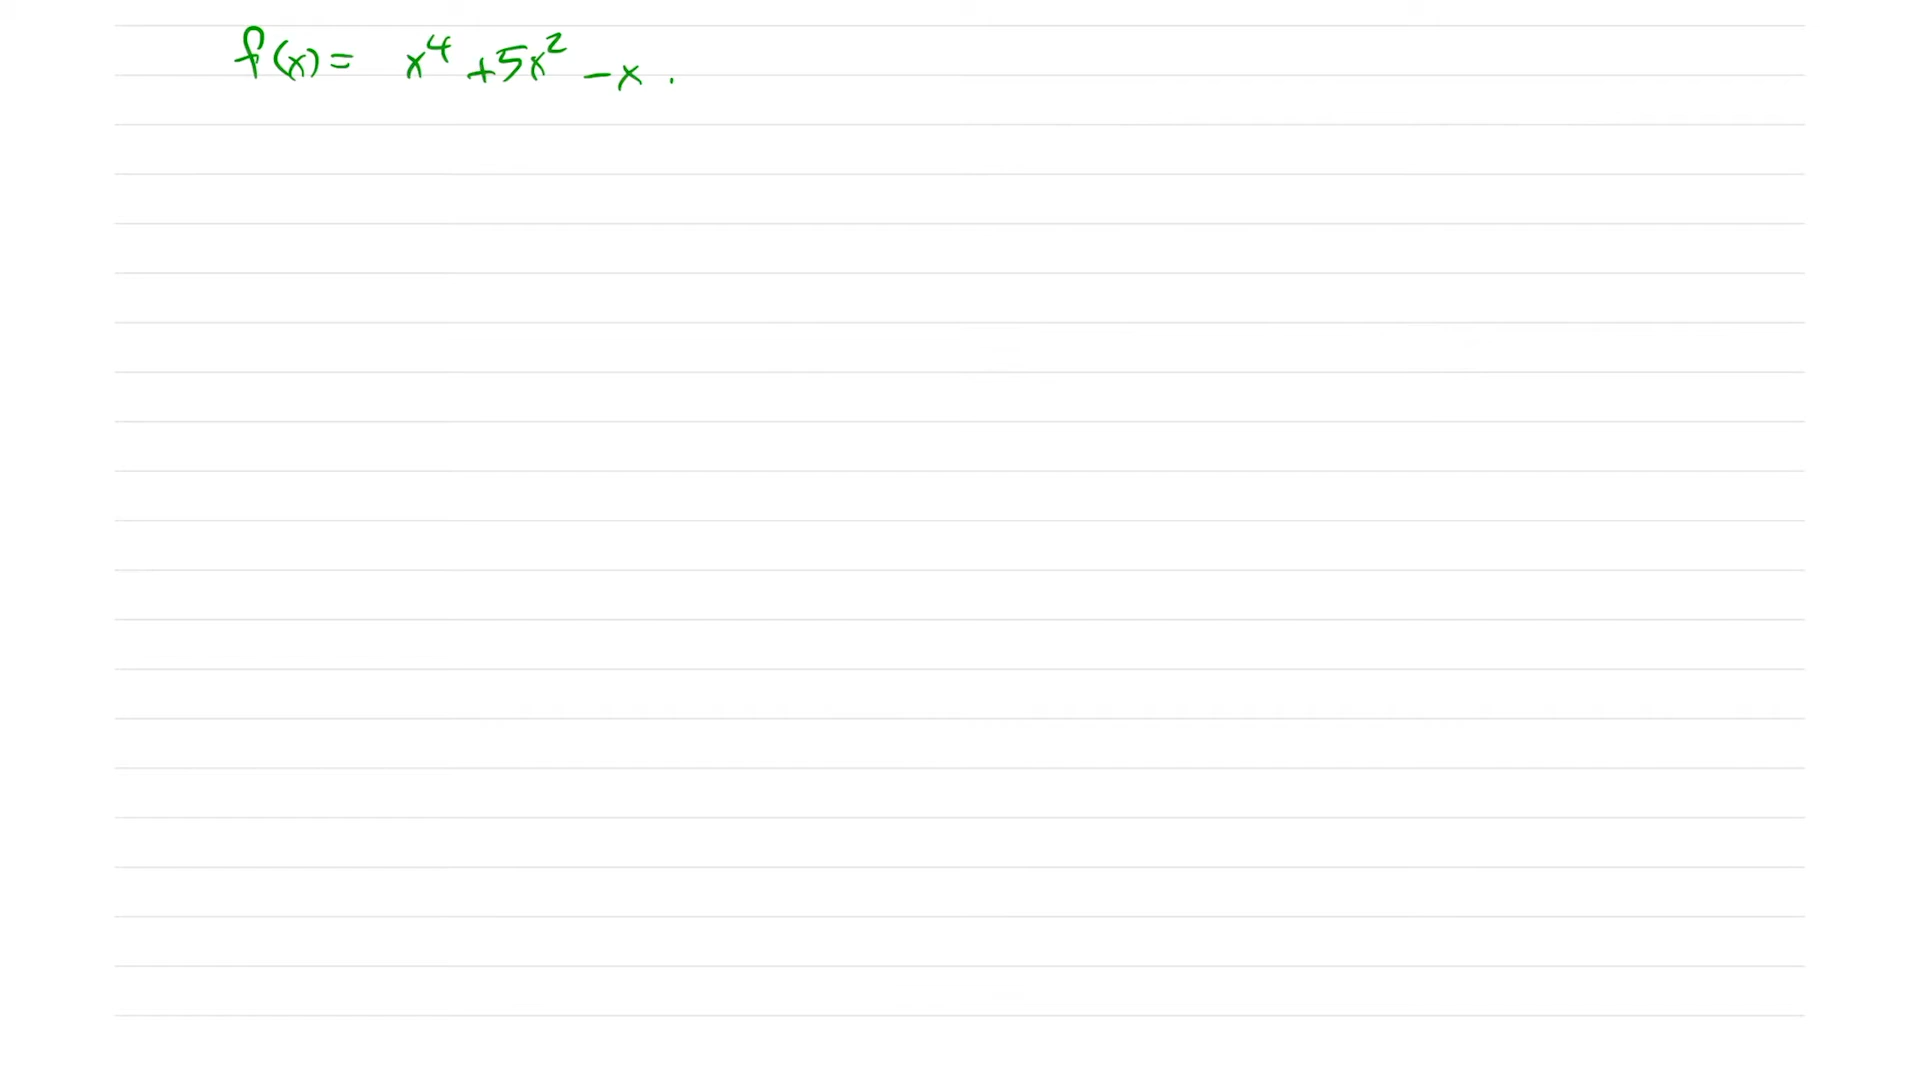 f(x) = x⁴ + 5x² - x .